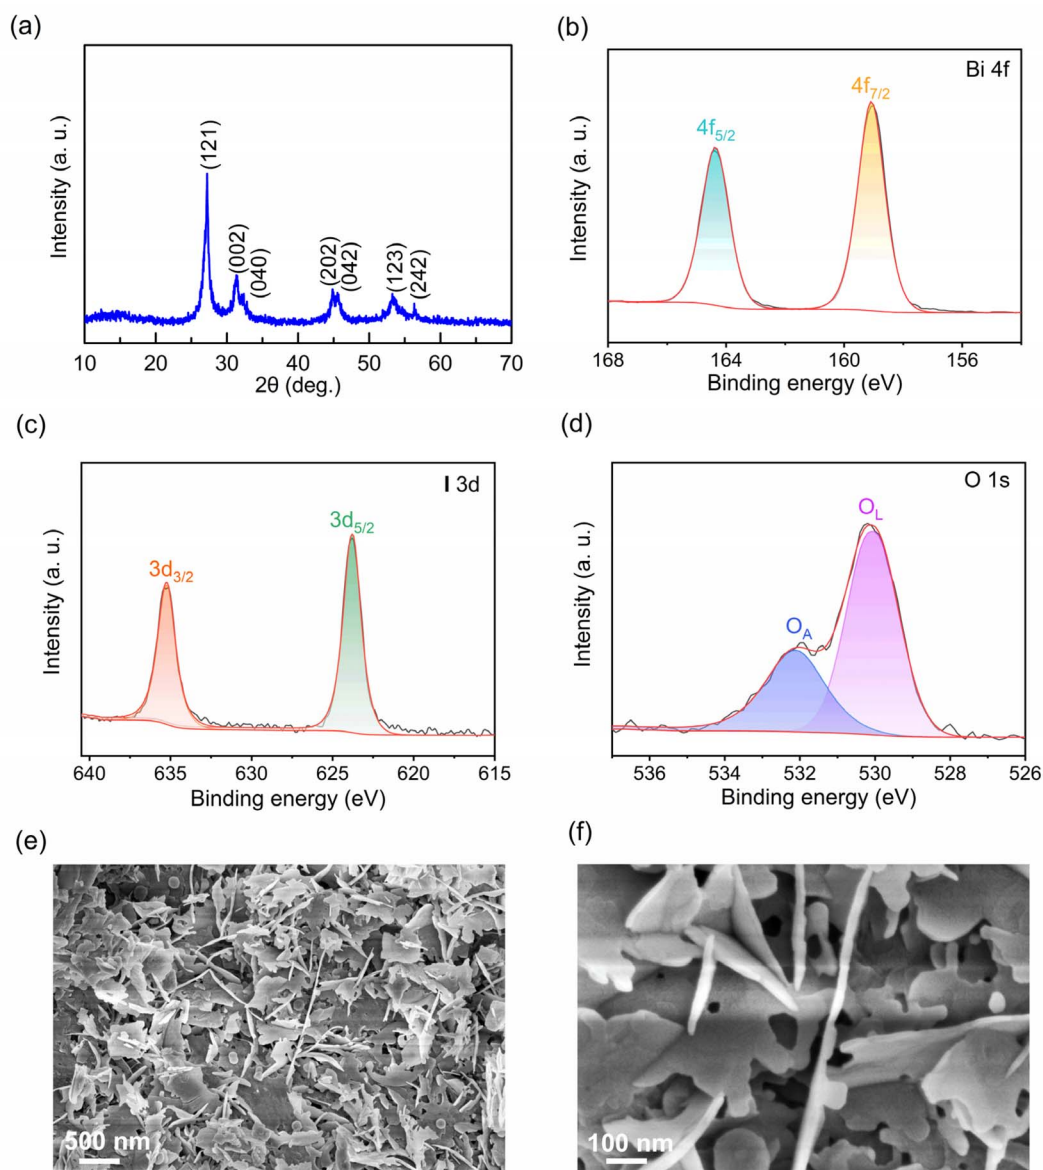 (a)
Intensity (a. u.)
(121)
(002)
(040)
(202)
(042)
(123)
(242)
10 20 30 40 50 60 70
2θ (deg.)
(b)
Intensity (a. u.)
Bi 4f
4f5/2
4f7/2
168 164 160 156
Binding energy (eV)
(c)
Intensity (a. u.)
I 3d
3d3/2
3d5/2
640 635 630 625 620 615
Binding energy (eV)
(d)
Intensity (a. u.)
O 1s
OA
OL
536 534 532 530 528 526
Binding energy (eV)
(e)
500 nm
(f)
100 nm